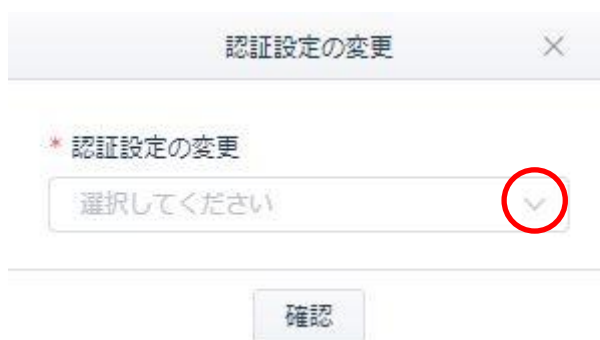 認証設定の変更
* 認証設定の変更
選択してください
確認